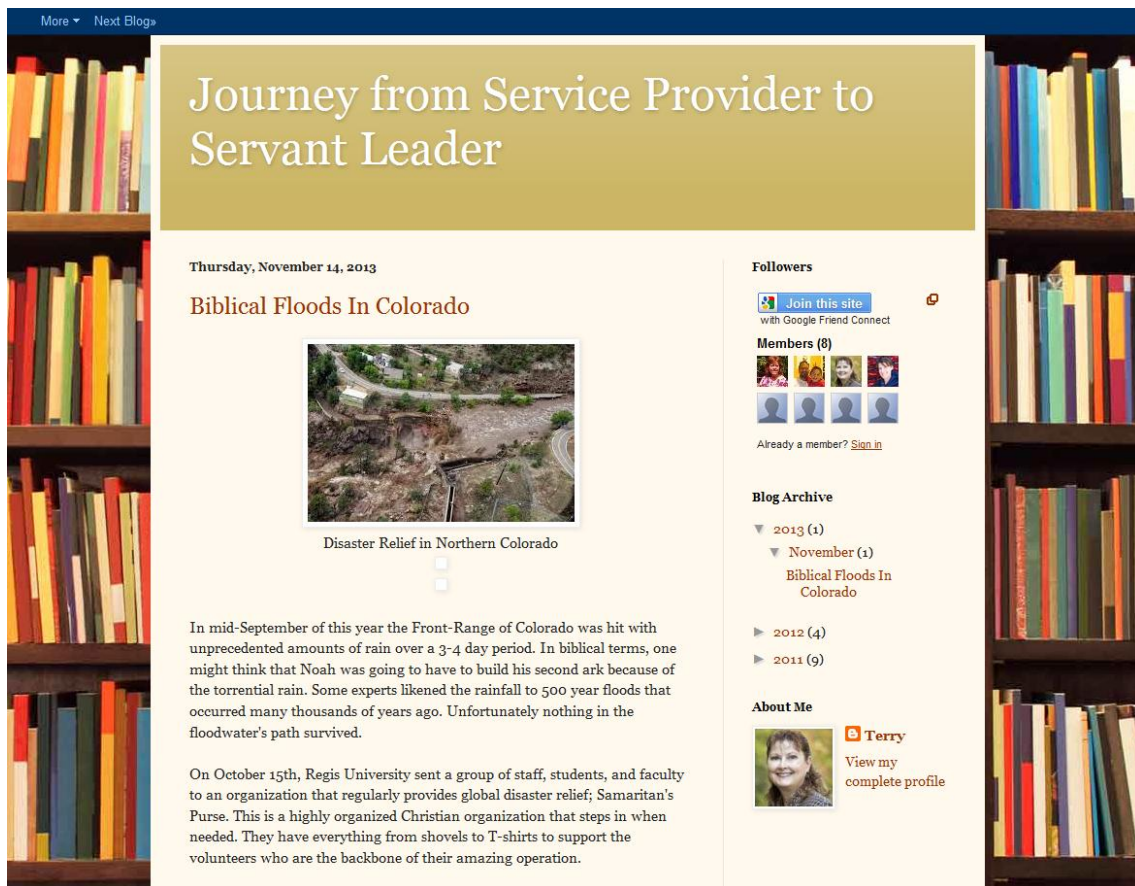 More
Next Blog»
Journey from Service Provider to
Servant Leader
Thursday, November 14, 2013
Biblical Floods In Colorado
Disaster Relief in Northern Colorado
In mid-September of this year the Front-Range of Colorado was hit with
unprecedented amounts of rain over a 3-4 day period. In biblical terms, one
might think that Noah was going to have to build his second ark because of
the torrential rain. Some experts likened the rainfall to 500 year floods that
occurred many thousands of years ago. Unfortunately nothing in the
floodwater's path survived.
On October 15th, Regis University sent a group of staff, students, and faculty
to an organization that regularly provides global disaster relief; Samaritan's
Purse. This is a highly organized Christian organization that steps in when
needed. They have everything from shovels to T-shirts to support the
volunteers who are the backbone of their amazing operation.
Followers
Join this site
with Google Friend Connect
Members (8)
Already a member? Sign in
Blog Archive
▼ 2013 (1)
▼ November (1)
Biblical Floods In
Colorado
► 2012 (4)
► 2011 (9)
About Me
Terry
View my
complete profile